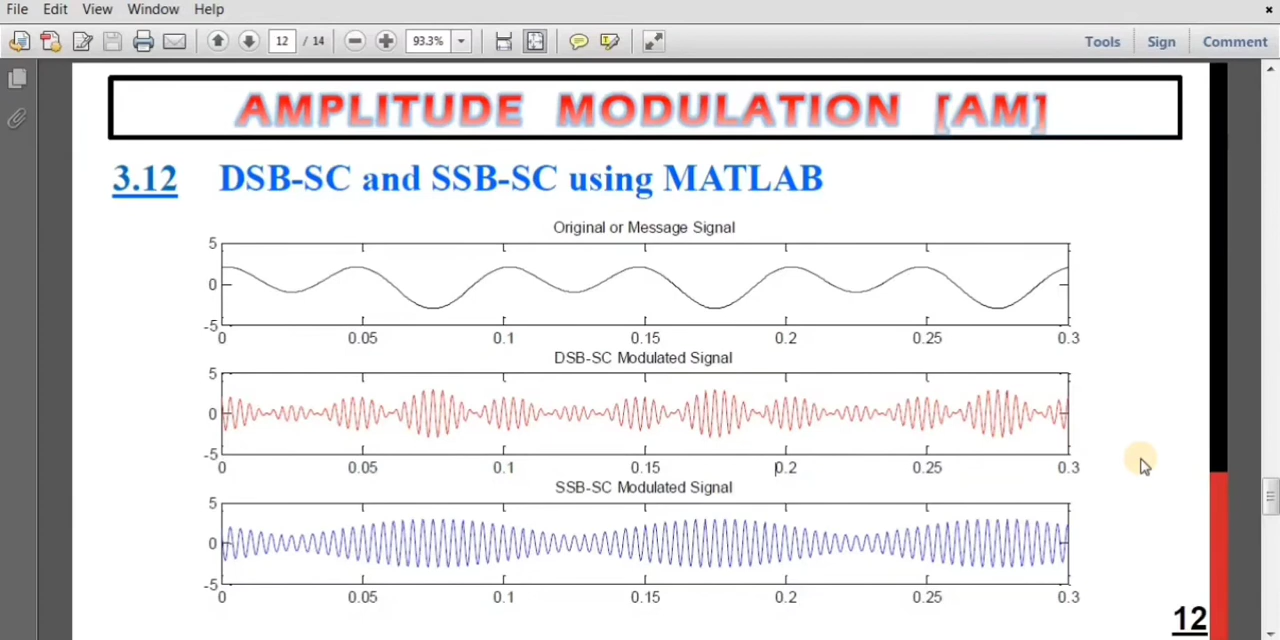 File Edit View Window Help
12 / 14 93.3% Tools Sign Comment
AMPLITUDE MODULATION [AM]
3.12 DSB-SC and SSB-SC using MATLAB
Original or Message Signal
5
0
-5
0 0.05 0.1 0.15 0.2 0.25 0.3
DSB-SC Modulated Signal
5
0
-5
0 0.05 0.1 0.15 0.2 0.25 0.3
SSB-SC Modulated Signal
5
0
-5
0 0.05 0.1 0.15 0.2 0.25 0.3
12